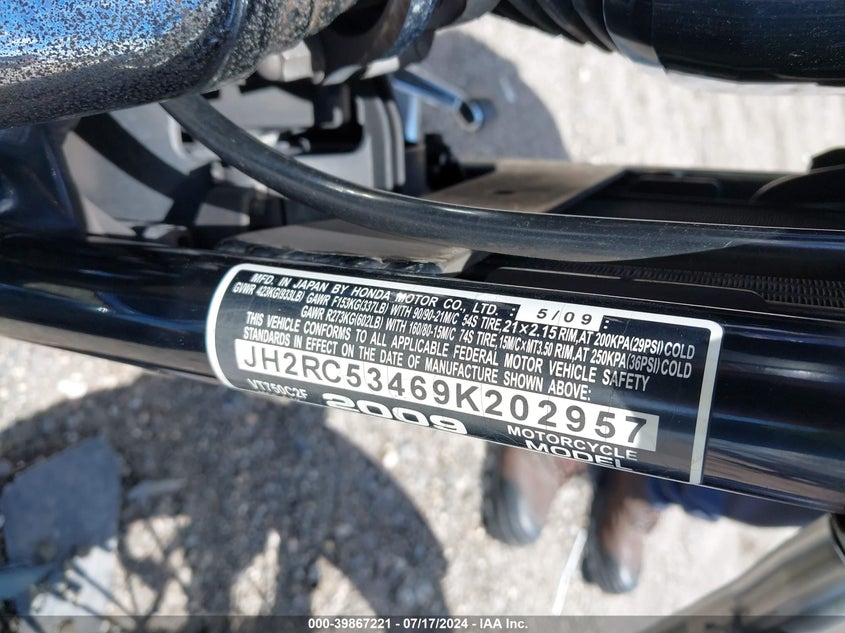 MFD. IN JAPAN BY HONDA MOTOR CO., LTD. : 5/09 :
GVWR 423KG(933LB) GAWR F153KG(337LB) WITH 90/90-21M/C 54S TIRE,21×2.15 RIM,AT 200KPA(29PSI)COLD
GAWR R273KG(602LB) WITH 160/80-15M/C 74S TIRE,15M/C×MT3.50 RIM,AT 250KPA(36PSI)COLD
THIS VEHICLE CONFORMS TO ALL APPLICABLE FEDERAL MOTOR VEHICLE SAFETY
STANDARDS IN EFFECT ON THE DATE OF MANUFACTURE SHOWN ABOVE:
JH2RC53469K202957
VT750C2F 2009 MOTORCYCLE
MODEL
000-39867221 - 07/17/2024 - IAA Inc.